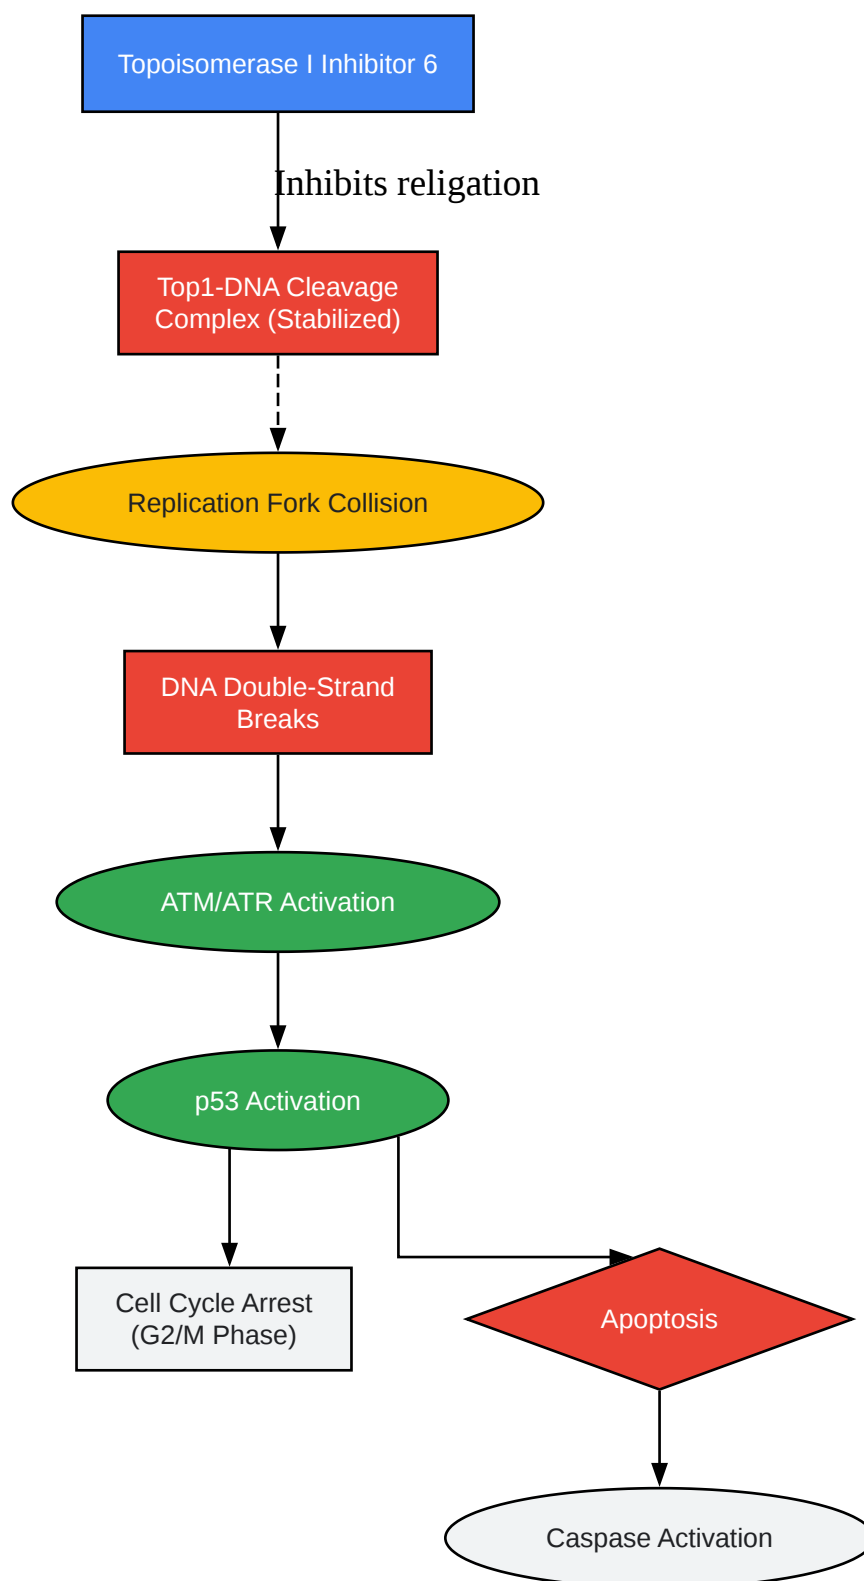 Topoisomerase I Inhibitor 6
Inhibits religation
Top1-DNA Cleavage
Complex (Stabilized)
Replication Fork Collision
DNA Double-Strand
Breaks
ATM/ATR Activation
p53 Activation
Cell Cycle Arrest
(G2/M Phase)
Apoptosis
Caspase Activation